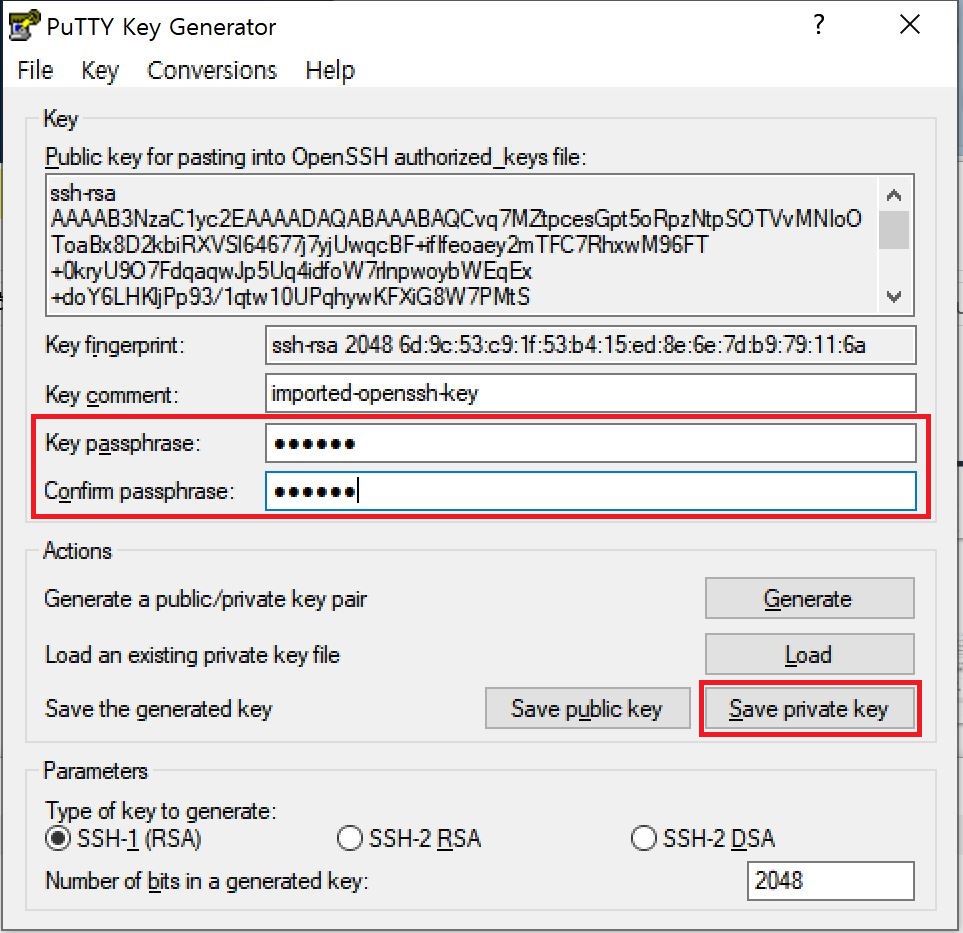 PuTTY Key Generator
?
File Key Conversions Help
Key
Public key for pasting into OpenSSH authorized_keys file:
ssh-rsa
AAAAB3NzaC1yc2EAAAADAQABAAABAQCvq7MZtpcesGpt5oRpzNtpSOTVvMNIoO
ToaBx8D2kbiRXVSI64677j7yjUwqcBF+iflfeoaey2mTFC7RhxwM96FT
+0kryU9O7FdqaqwJp5Uq4idfoW7rlnpwoybWEqEx
+doY6LHKljPp93/1qtw10UPqhywKFXiG8W7PMtS
Key fingerprint: ssh-rsa 2048 6d:9c:53:c9:1f:53:b4:15:ed:8e:6e:7d:b9:79:11:6a
Key comment: imported-openssh-key
Key passphrase: ●●●●●●
Confirm passphrase: ●●●●●●
Actions
Generate a public/private key pair Generate
Load an existing private key file Load
Save the generated key Save public key Save private key
Parameters
Type of key to generate:
SSH-1 (RSA) SSH-2 RSA SSH-2 DSA
Number of bits in a generated key: 2048